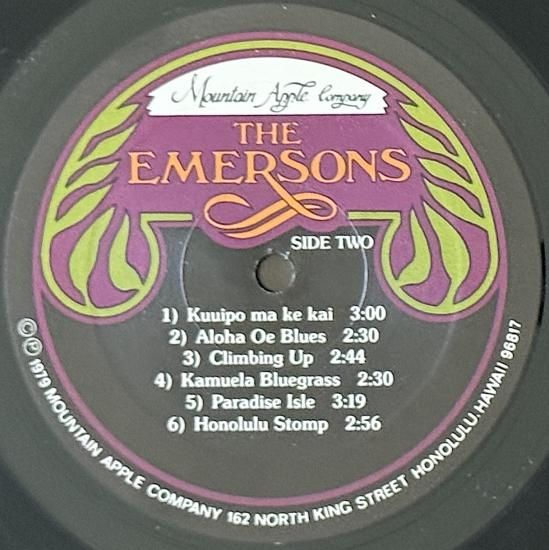 Mountain Apple Company
THE
EMERSONS
SIDE TWO
1) Kuuipo ma ke kai 3:00
2) Aloha Oe Blues 2:30
3) Climbing Up 2:44
4) Kamuela Bluegrass 2:30
5) Paradise Isle 3:19
6) Honolulu Stomp 2:56
© ℗ 1979 MOUNTAIN APPLE COMPANY 162 NORTH KING STREET HONOLULU, HAWAII 96817